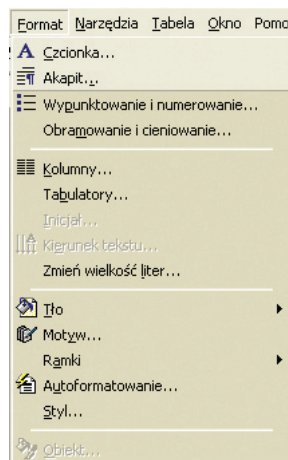 Format Narzędzia Tabela Okno Pomo
Czcionka...
Akapit...
Wypunktowanie i numerowanie...
Obramowanie i cieniowanie...
Kolumny...
Tabulatory...
Inicjał...
Kierunek tekstu...
Zmień wielkość liter...
Tło
Motyw...
Ramki
Autoformatowanie...
Styl...
Obiekt...